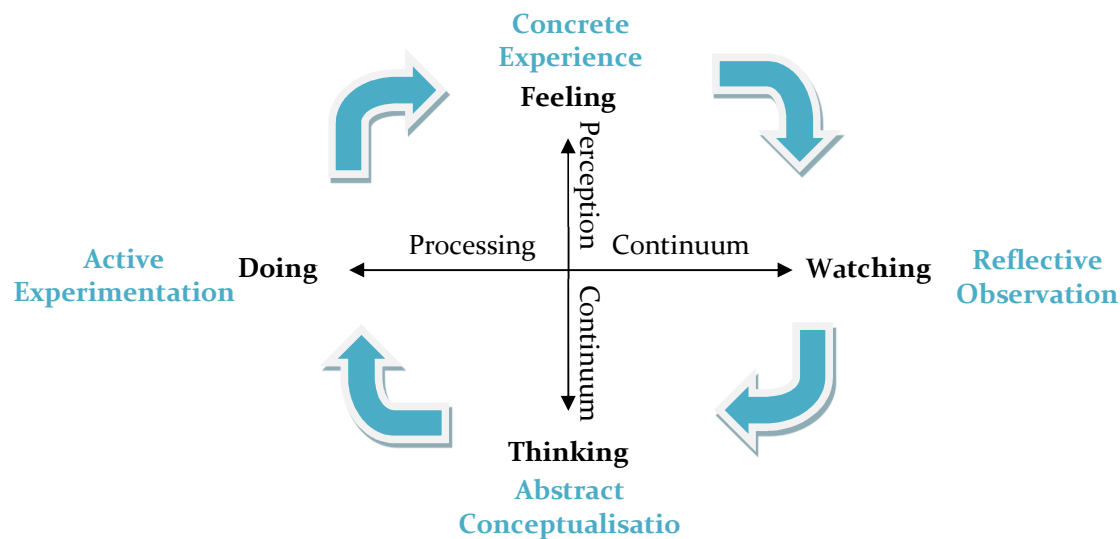 Concrete
Experience
Feeling
Perception
Processing
Continuum
Active
Experimentation
Doing
Watching
Reflective
Observation
Continuum
Thinking
Abstract
Conceptualisatio